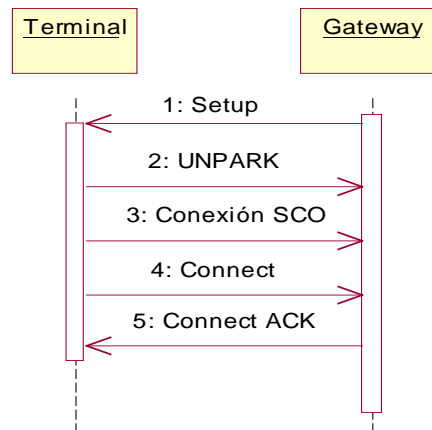 Terminal
Gateway
1: Setup
2: UNPARK
3: Conexión SCO
4: Connect
5: Connect ACK